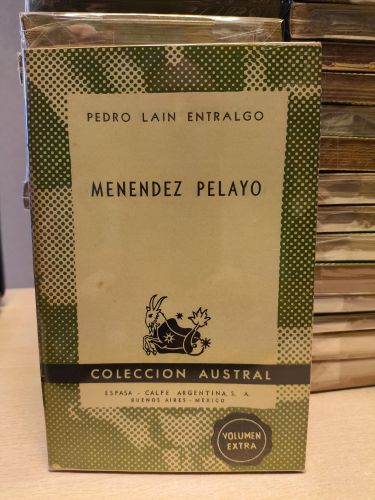 PEDRO LAIN ENTRALGO
MENENDEZ PELAYO
COLECCION AUSTRAL
ESPASA - CALPE ARGENTINA, S. A.
BUENOS AIRES - MEXICO
VOLUMEN
EXTRA